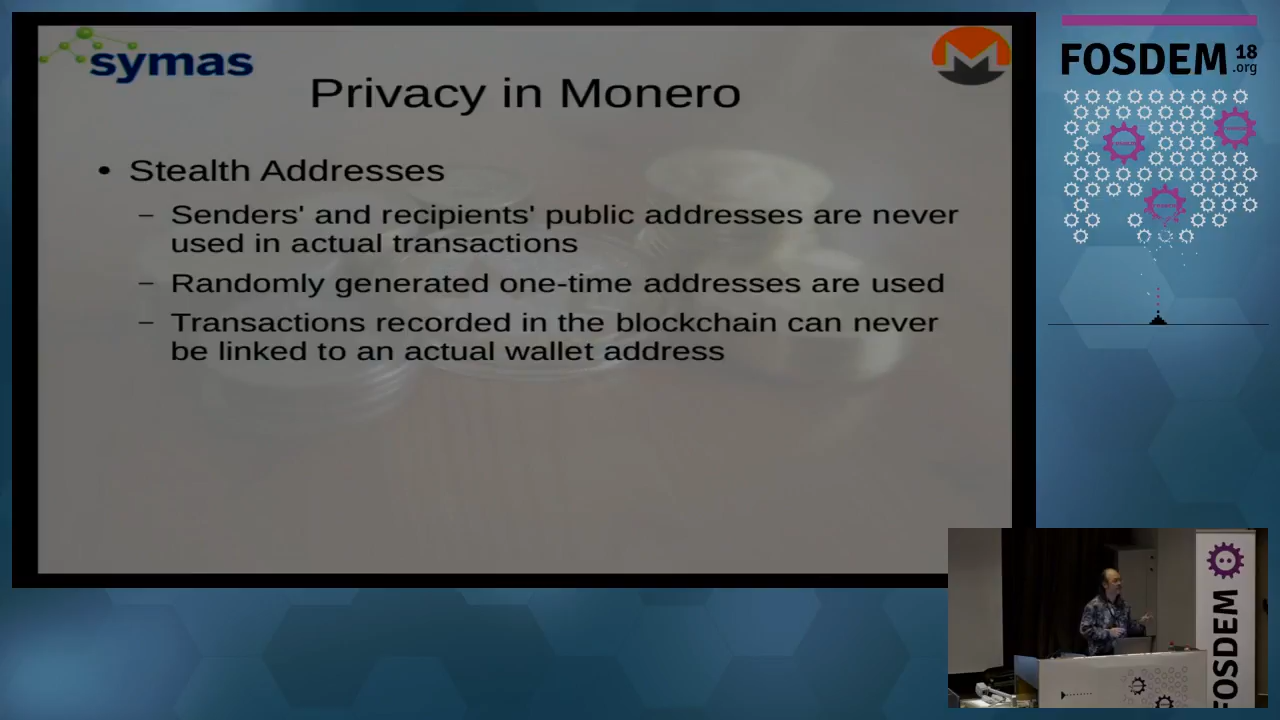 symas
Privacy in Monero
• Stealth Addresses
– Senders' and recipients' public addresses are never
used in actual transactions
– Randomly generated one-time addresses are used
– Transactions recorded in the blockchain can never
be linked to an actual wallet address
FOSDEM 18
.org
FOSDEM